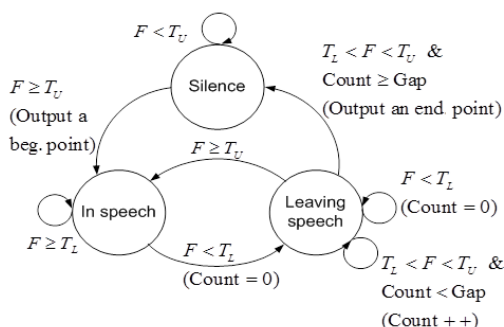 F < T_U
Silence
T_L < F < T_U &
Count ≥ Gap
(Output an end. point)
F ≥ T_U
(Output a
beg. point)
F ≥ T_U
In speech
Leaving
speech
F < T_L
(Count = 0)
F ≥ T_L
F < T_L
(Count = 0)
T_L < F < T_U &
Count < Gap
(Count ++)